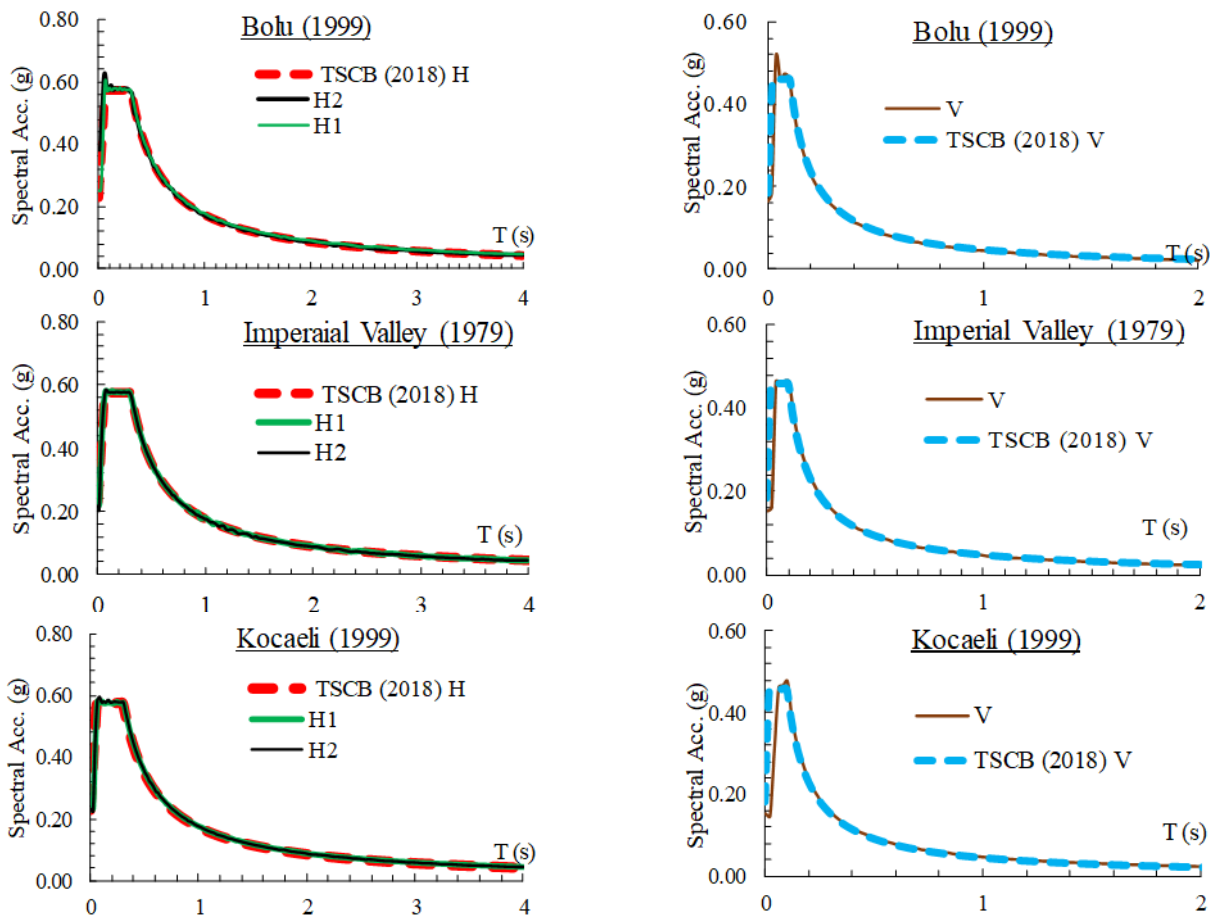 Bolu (1999)
0.80
0.60
0.40
0.20
0.00
Spectral Acc. (g)
TSCB (2018) H
H2
H1
T (s)
0 1 2 3 4
Bolu (1999)
0.60
0.40
0.20
0.00
Spectral Acc. (g)
V
TSCB (2018) V
T (s)
0 1 2
Imperaial Valley (1979)
0.80
0.60
0.40
0.20
0.00
Spectral Acc. (g)
TSCB (2018) H
H1
H2
T (s)
0 1 2 3 4
Imperial Valley (1979)
0.60
0.40
0.20
0.00
Spectral Acc. (g)
V
TSCB (2018) V
T (s)
0 1 2
Kocaeli (1999)
0.80
0.60
0.40
0.20
0.00
Spectral Acc. (g)
TSCB (2018) H
H1
H2
T (s)
0 1 2 3 4
Kocaeli (1999)
0.60
0.40
0.20
0.00
Spectral Acc. (g)
V
TSCB (2018) V
T (s)
0 1 2